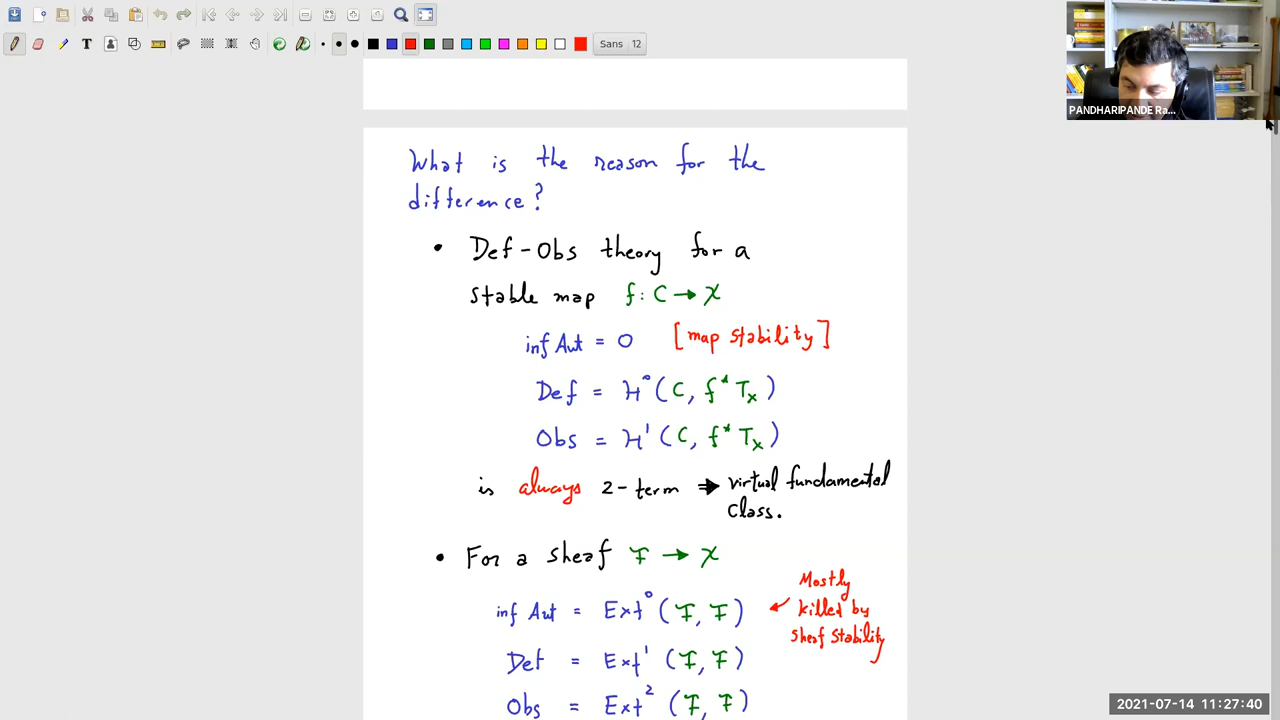 Sans 12
PANDHARIPANDE Ra...
What is the reason for the
difference?
• Def-Obs theory for a
stable map f: C → X
inf Aut = 0 [map stability]
Def = H⁰(C, f*Tx)
Obs = H¹(C, f*Tx)
is always 2-term ⇒ virtual fundamental
class.
• For a sheaf F → X
inf Aut = Ext⁰(F, F)
Mostly
killed by
sheaf stability
Def = Ext¹(F, F)
Obs = Ext²(F, F)
2021-07-14 11:27:40